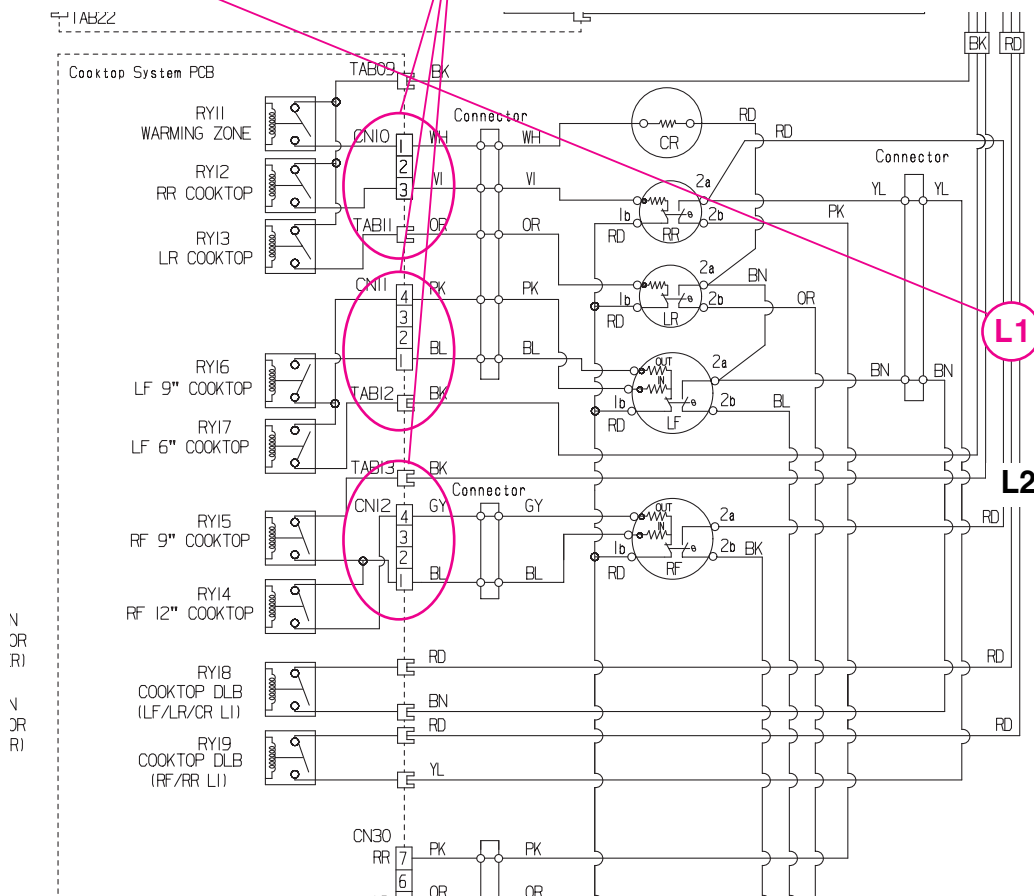 TAB22
BK RD
Cooktop System PCB
TAB09 BK
RY11
WARMING ZONE
CN10
Connector
1 WH WH
2
3 VI VI
CR
RD
RD
Connector
RY12
RR COOKTOP
2a
YL YL
1b RD RR 2b
PK
TAB11 OR OR
RY13
LR COOKTOP
2a
BN
1b RD LR 2b
OR
L1
CN11
4 PK PK
3
2
1 BL BL
RY16
LF 9" COOKTOP
OUT
IN
2a
BN BN
1b RD LF 2b
BL
TAB12 BK
RY17
LF 6" COOKTOP
TAB13 BK
L2
CN12
Connector
4 GY GY
3
2
1 BL BL
RY15
RF 9" COOKTOP
OUT
IN
2a
RD
1b RD RF 2b BK
RY14
RF 12" COOKTOP
N
OR
R)
RD RD
RY18
COOKTOP DLB
(LF/LR/CR L1)
BN
N
OR
R)
RD RD
RY19
COOKTOP DLB
(RF/RR L1)
YL
CN30
RR 7 PK PK
6
OR OR